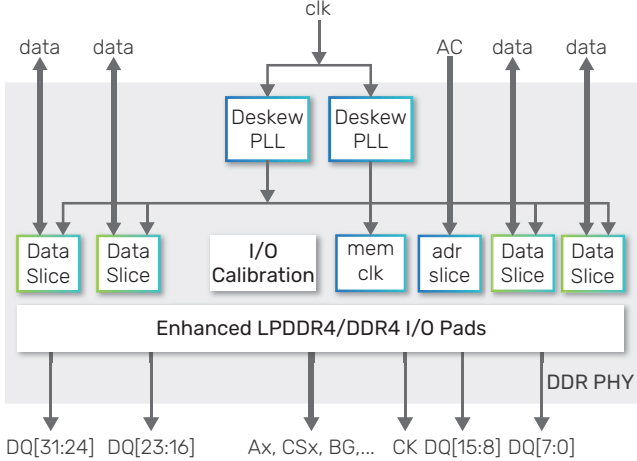 clk
data
data
AC
data
data
Deskew
PLL
Deskew
PLL
Data
Slice
Data
Slice
I/O
Calibration
mem
clk
adr
slice
Data
Slice
Data
Slice
Enhanced LPDDR4/DDR4 I/O Pads
DDR PHY
DQ[31:24]
DQ[23:16]
Ax, CSx, BG,...
CK
DQ[15:8]
DQ[7:0]